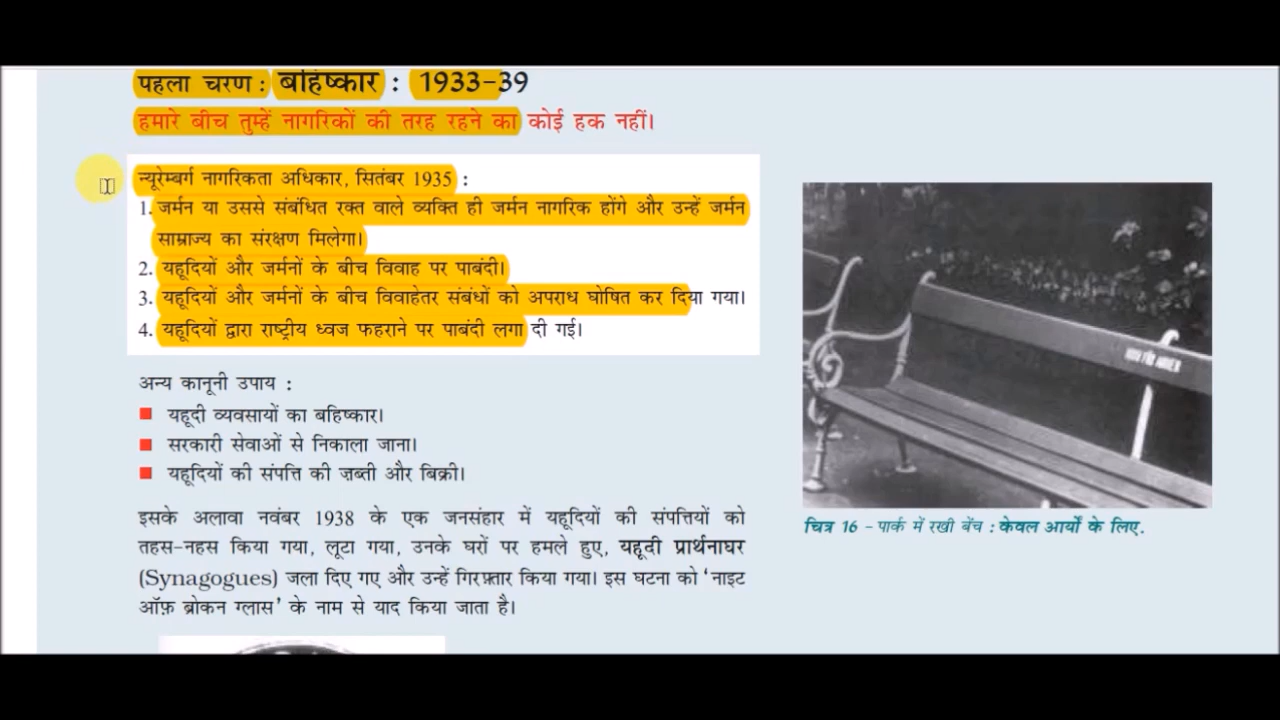 पहला चरण : बहिष्कार : 1933-39
हमारे बीच तुम्हें नागरिकों की तरह रहने का कोई हक नहीं।
न्यूरेम्बर्ग नागरिकता अधिकार, सितंबर 1935 :
1. जर्मन या उससे संबंधित रक्त वाले व्यक्ति ही जर्मन नागरिक होंगे और उन्हें जर्मन
साम्राज्य का संरक्षण मिलेगा।
2. यहूदियों और जर्मनों के बीच विवाह पर पाबंदी।
3. यहूदियों और जर्मनों के बीच विवाहेतर संबंधों को अपराध घोषित कर दिया गया।
4. यहूदियों द्वारा राष्ट्रीय ध्वज फहराने पर पाबंदी लगा दी गई।
अन्य कानूनी उपाय :
यहूदी व्यवसायों का बहिष्कार।
सरकारी सेवाओं से निकाला जाना।
यहूदियों की संपत्ति की ज़ब्ती और बिक्री।
इसके अलावा नवंबर 1938 के एक जनसंहार में यहूदियों की संपत्तियों को
तहस-नहस किया गया, लूटा गया, उनके घरों पर हमले हुए, यहूदी प्रार्थनाघर
(Synagogues) जला दिए गए और उन्हें गिरफ़्तार किया गया। इस घटना को ‘नाइट
ऑफ़ ब्रोकन ग्लास’ के नाम से याद किया जाता है।
चित्र 16 - पार्क में रखी बेंच : केवल आर्यों के लिए.